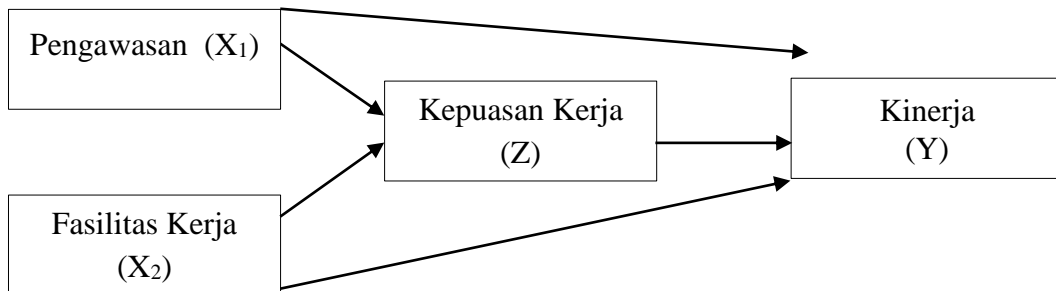 Pengawasan (X₁)
Kepuasan Kerja
(Z)
Kinerja
(Y)
Fasilitas Kerja
(X₂)